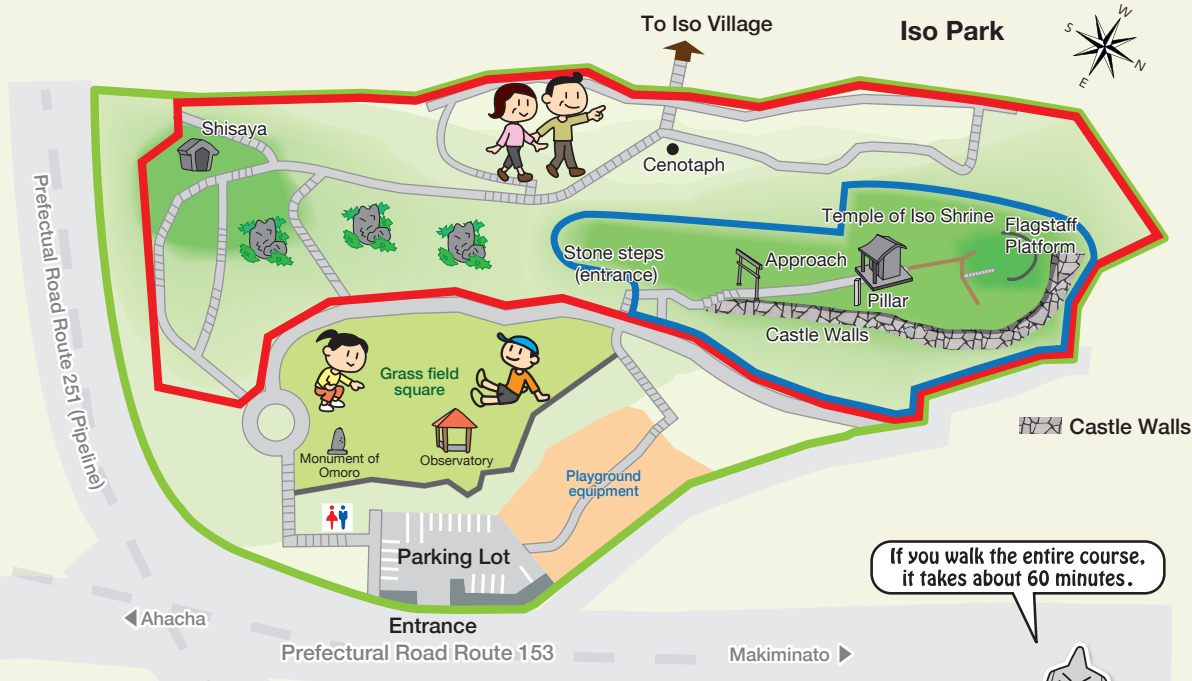 To Iso Village
Iso Park
W
S
N
E
Shisaya
Cenotaph
Temple of Iso Shrine
Flagstaff
Platform
Stone steps
(entrance)
Approach
Pillar
Castle Walls
Prefectural Road Route 251 (Pipeline)
Grass field
square
Monument of
Omoro
Observatory
Castle Walls
Playground
equipment
Parking Lot
If you walk the entire course,
it takes about 60 minutes.
Ahacha
Entrance
Prefectural Road Route 153
Makiminato